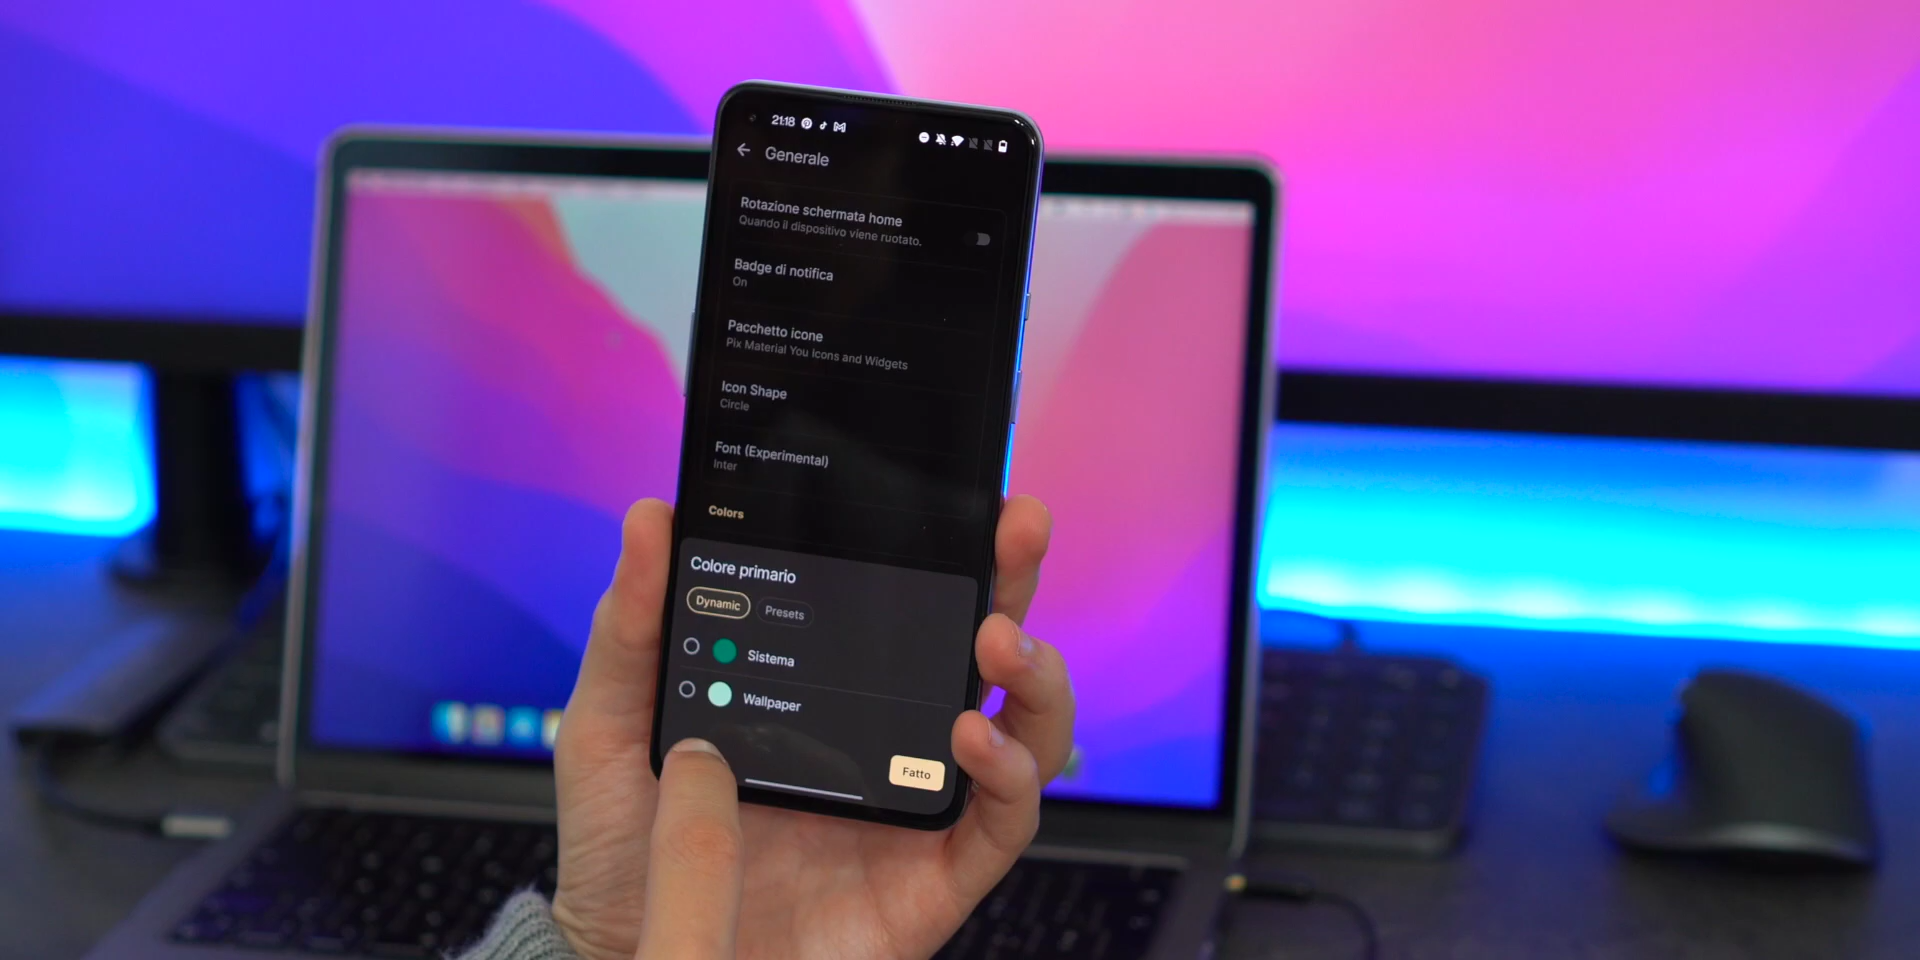 21:18
Generale
Rotazione schermata home
Quando il dispositivo viene ruotato.
Badge di notifica
On
Pacchetto icone
Pix Material You Icons and Widgets
Icon Shape
Circle
Font (Experimental)
Inter
Colors
Colore primario
Dynamic Presets
Sistema
Wallpaper
Fatto